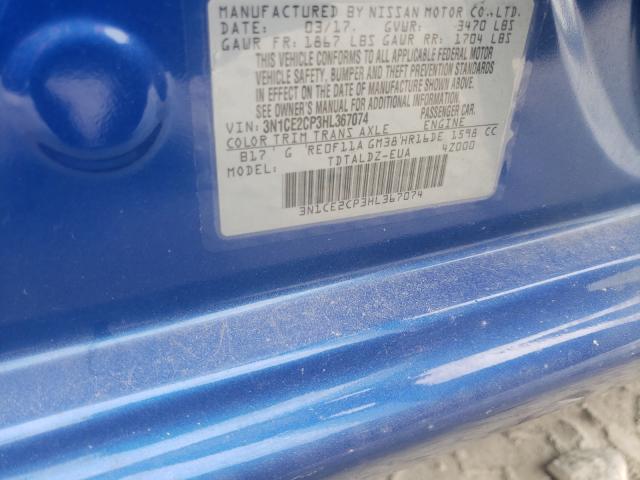 MANUFACTURED BY NISSAN MOTOR CO.,LTD.
DATE: 03/17. GVWR: 3470 LBS
GAWR FR: 1867 LBS GAWR RR: 1704 LBS
THIS VEHICLE CONFORMS TO ALL APPLICABLE FEDERAL MOTOR
VEHICLE SAFETY, BUMPER AND THEFT PREVENTION STANDARDS
IN EFFECT ON THE DATE OF MANUFACTURE SHOWN ABOVE.
SEE OWNER'S MANUAL FOR ADDITIONAL INFORMATION
VIN: 3N1CE2CP3HL367074 PASSENGER CAR
COLOR TRIM TRANS AXLE ENGINE
B17 G RE0F11A GM38 HR16DE 1598 CC
MODEL: TDTALDZ-EUA 4Z000
3N1CE2CP3HL367074